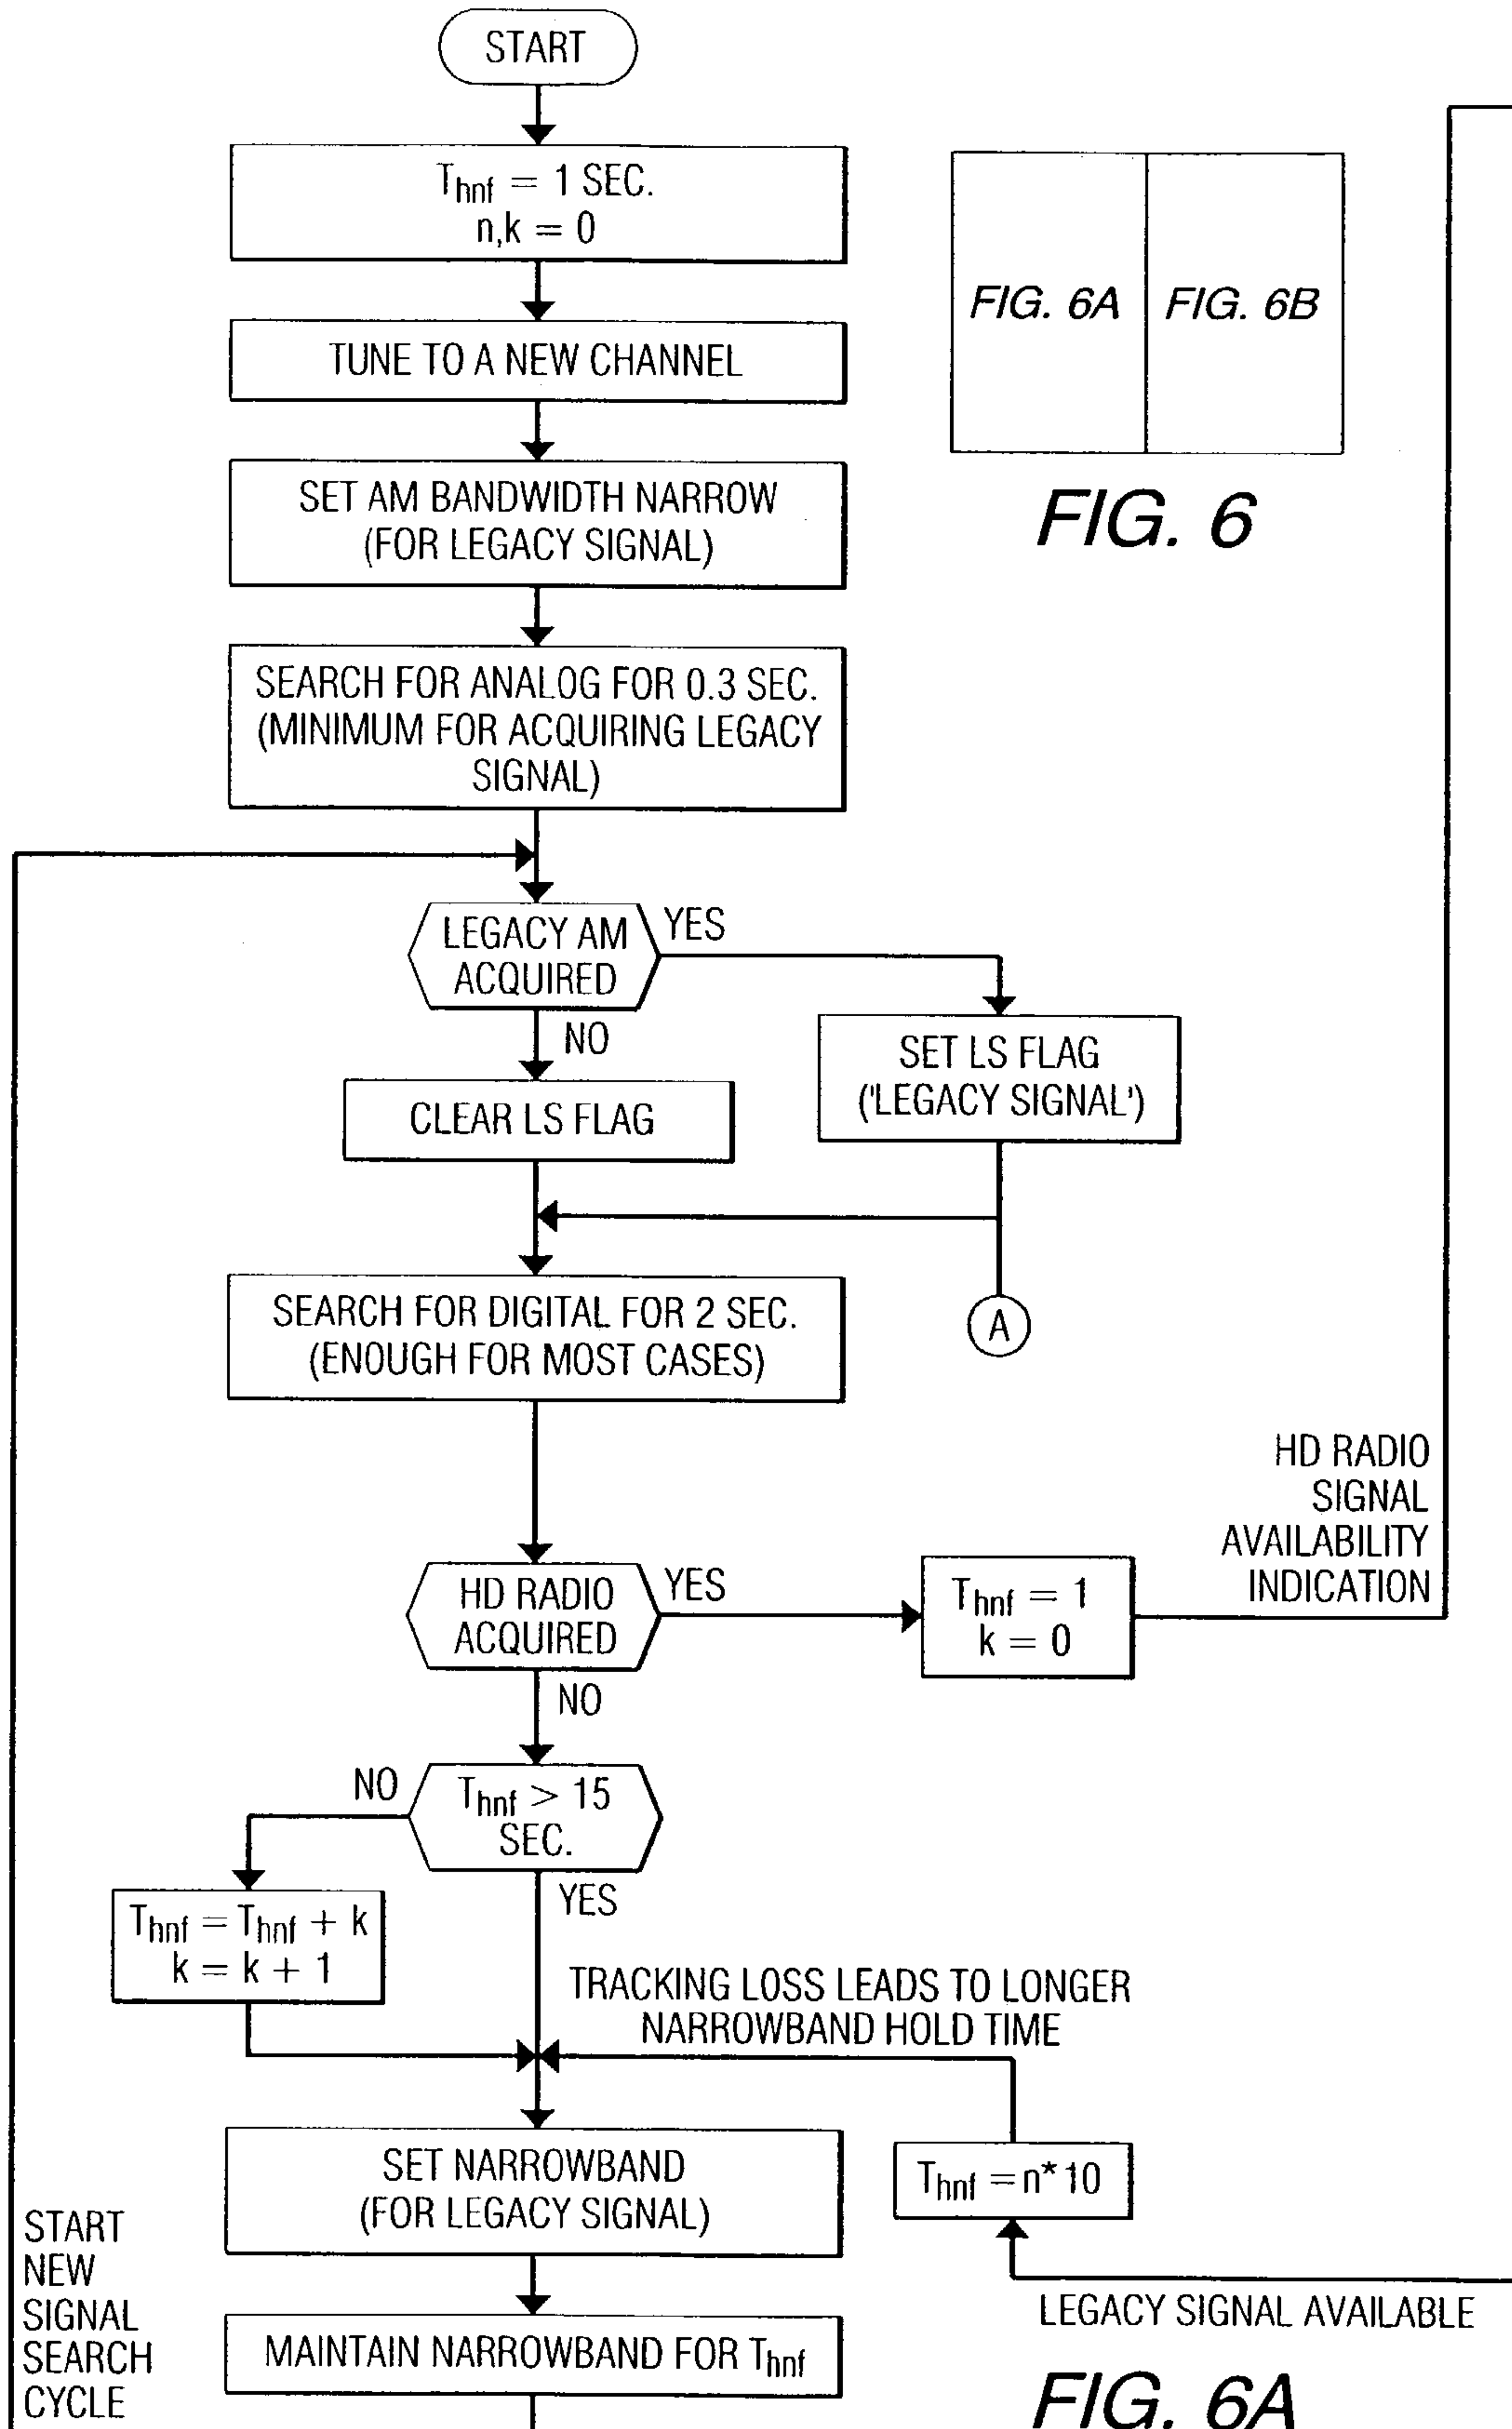 START
Thnf = 1 SEC.
n,k = 0
TUNE TO A NEW CHANNEL
SET AM BANDWIDTH NARROW
(FOR LEGACY SIGNAL)
FIG. 6A
FIG. 6B
FIG. 6
SEARCH FOR ANALOG FOR 0.3 SEC.
(MINIMUM FOR ACQUIRING LEGACY
SIGNAL)
LEGACY AM
ACQUIRED
YES
NO
SET LS FLAG
('LEGACY SIGNAL')
CLEAR LS FLAG
SEARCH FOR DIGITAL FOR 2 SEC.
(ENOUGH FOR MOST CASES)
A
HD RADIO
SIGNAL
AVAILABILITY
INDICATION
HD RADIO
ACQUIRED
YES
Thnf = 1
k = 0
NO
Thnf > 15
SEC.
NO
YES
Thnf = Thnf + k
k = k + 1
TRACKING LOSS LEADS TO LONGER
NARROWBAND HOLD TIME
SET NARROWBAND
(FOR LEGACY SIGNAL)
Thnf = n* 10
LEGACY SIGNAL AVAILABLE
START
NEW
SIGNAL
SEARCH
CYCLE
MAINTAIN NARROWBAND FOR Thnf
FIG. 6A